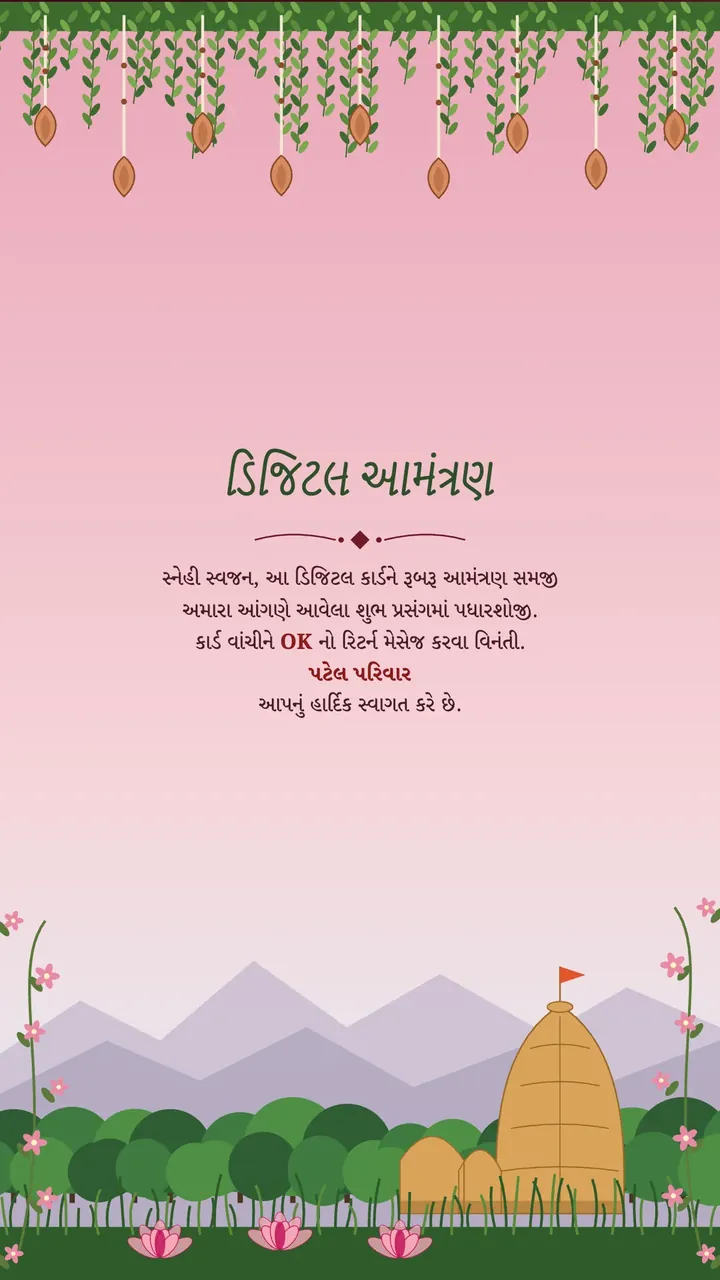 ડિજિટલ આમંત્રણ
સ્નેહી સ્વજન, આ ડિજિટલ કાર્ડને રૂબરૂ આમંત્રણ સમજી
અમારા આંગણે આવેલા શુભ પ્રસંગમાં પધારશોજી.
કાર્ડ વાંચીને OK નો રિટર્ન મેસેજ કરવા વિનંતી.
પટેલ પરિવાર
આપનું હાર્દિક સ્વાગત કરે છે.